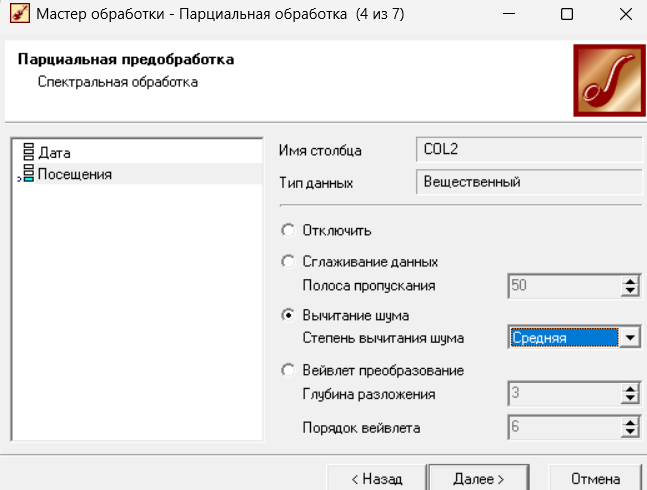 Мастер обработки - Парциальная обработка (4 из 7)
Парциальная предобработка
Спектральная обработка
Дата
Посещения
Имя столбца COL2
Тип данных Вещественный
Отключить
Сглаживание данных
Полоса пропускания 50
Вычитание шума
Степень вычитания шума Средняя
Вейвлет преобразование
Глубина разложения 3
Порядок вейвлета 6
< Назад Далее > Отмена